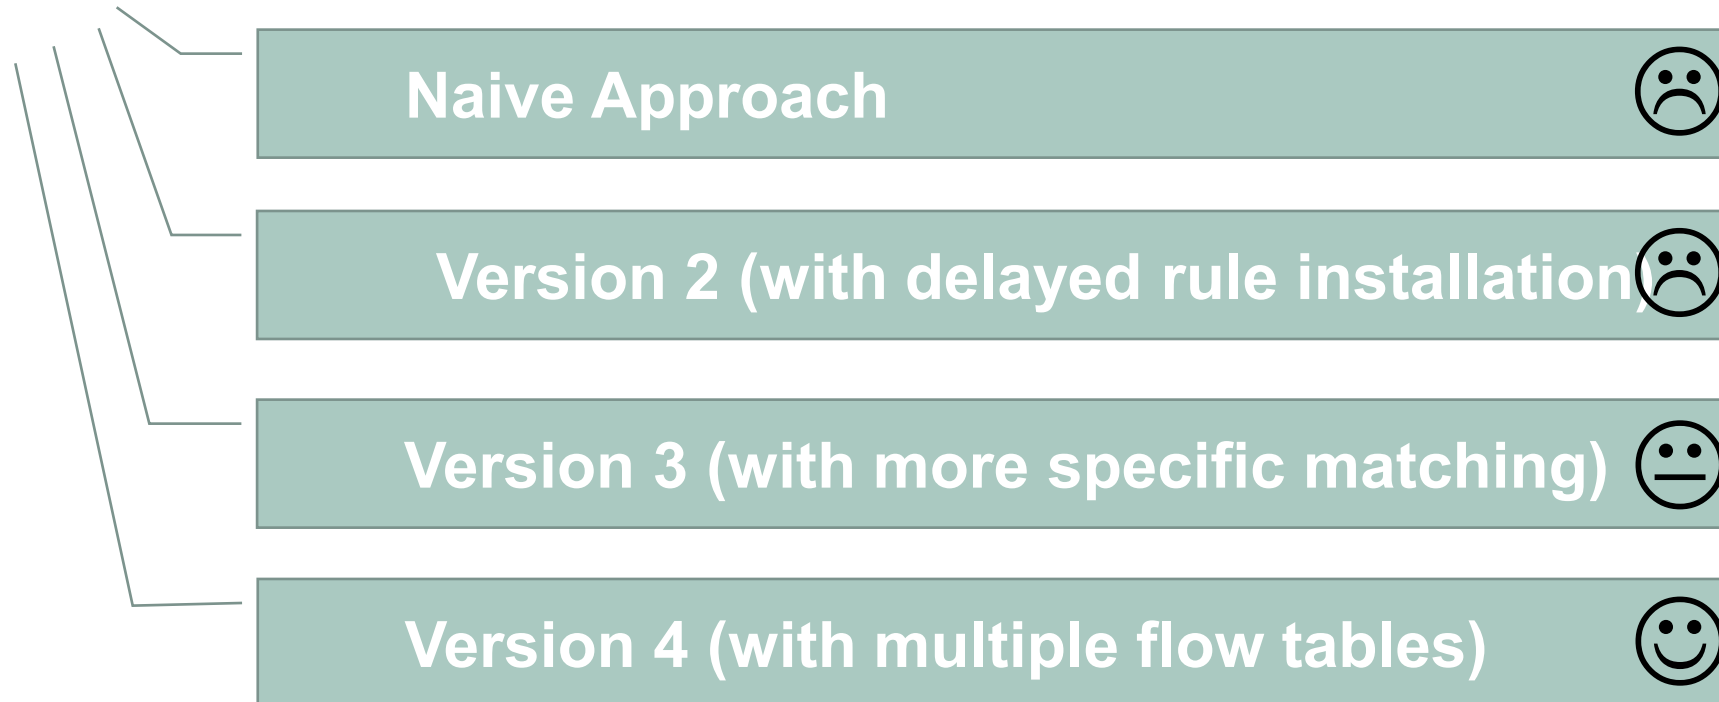 Naive Approach
Version 2 (with delayed rule installation)
Version 3 (with more specific matching)
Version 4 (with multiple flow tables)